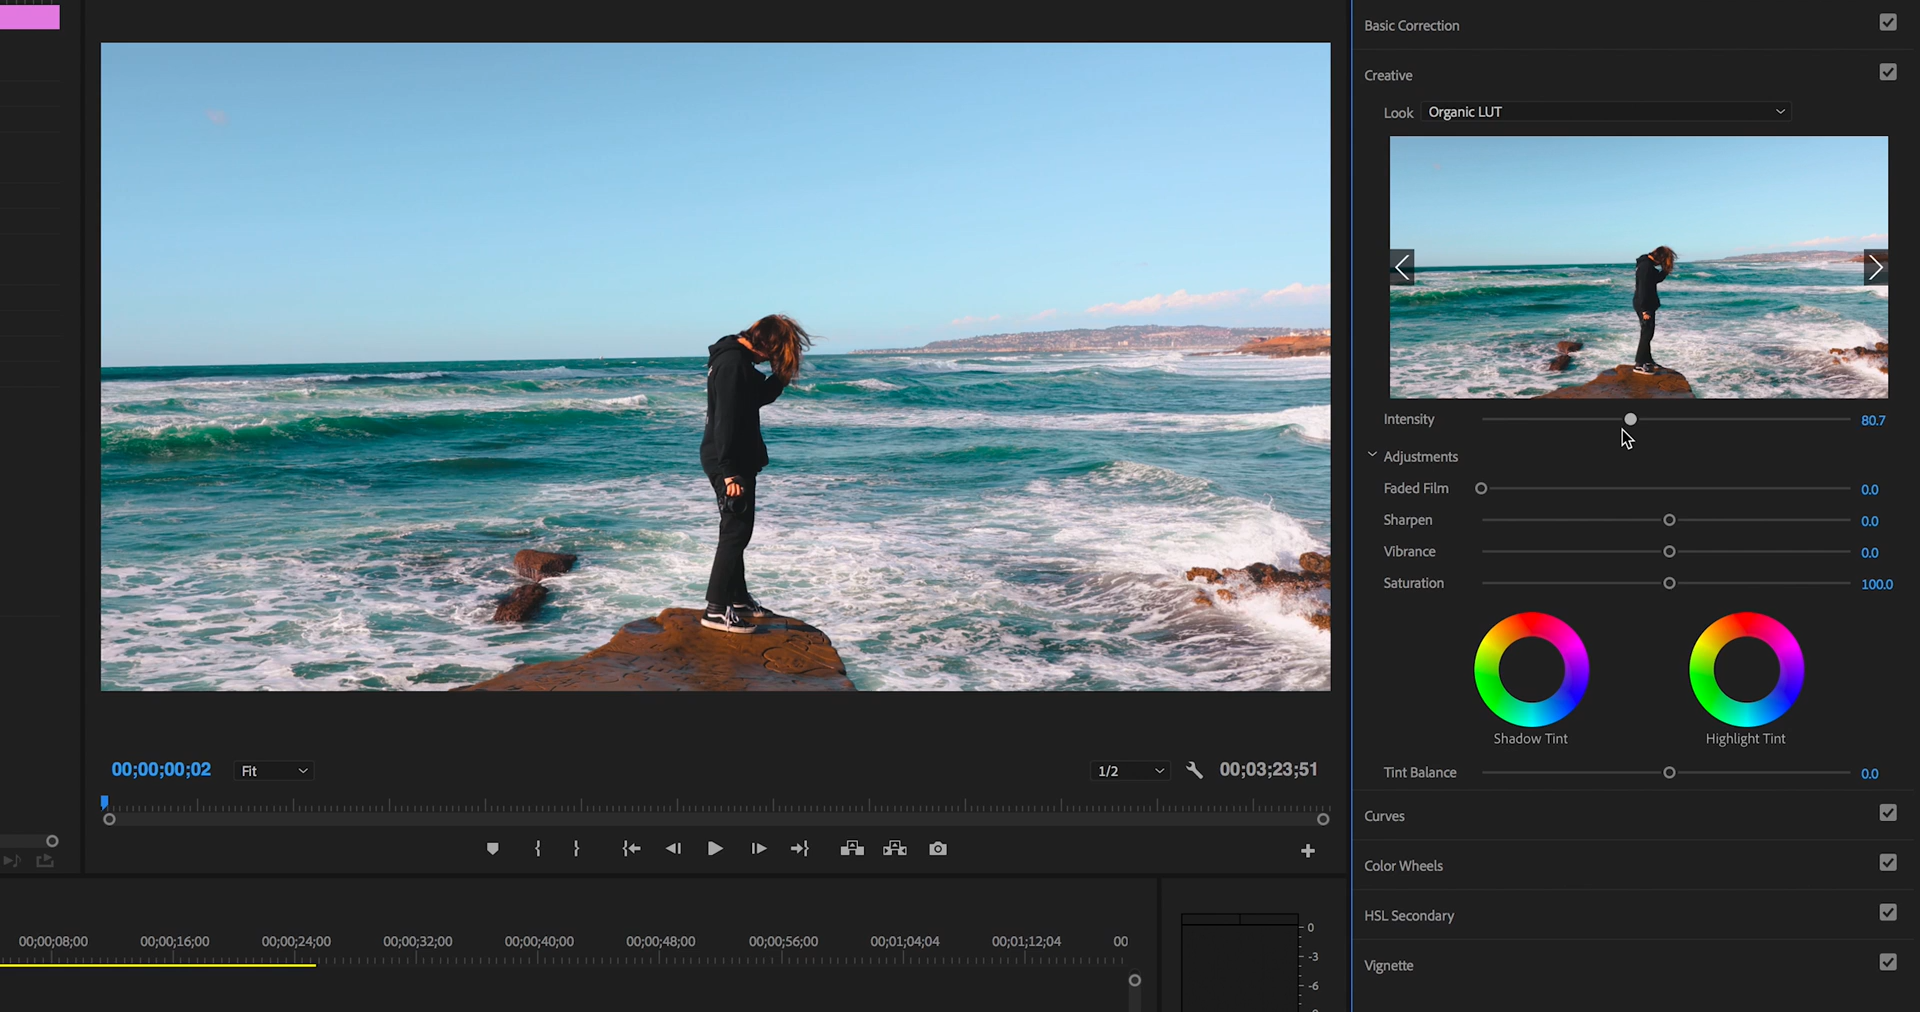 Basic Correction
Creative
Look Organic LUT
Intensity 80.7
Adjustments
Faded Film 0.0
Sharpen 0.0
Vibrance 0.0
Saturation 100.0
Shadow Tint Highlight Tint
Tint Balance 0.0
Curves
Color Wheels
HSL Secondary
Vignette
00;00;00;02 Fit 1/2 00;03;23;51
00;00;08;00 00;00;16;00 00;00;24;00 00;00;32;00 00;00;40;00 00;00;48;00 00;00;56;00 00;01;04;04 00;01;12;04 00
0
-3
-6